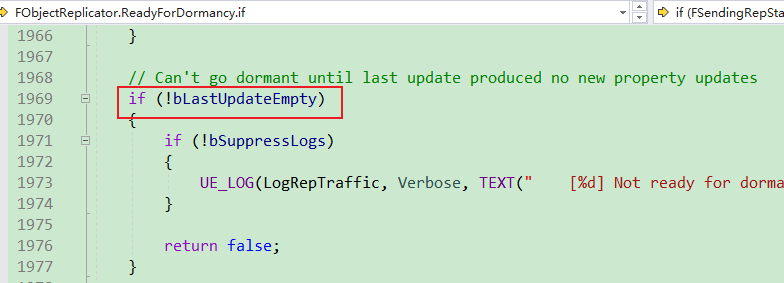 FObjectReplicator.ReadyForDormancy.if
if (FSendingRepSta
1966 }
1967
1968 // Can't go dormant until last update produced no new property updates
1969 if (!bLastUpdateEmpty)
1970 {
1971 if (!bSuppressLogs)
1972 {
1973 UE_LOG(LogRepTraffic, Verbose, TEXT(" [%d] Not ready for dorma
1974 }
1975
1976 return false;
1977 }